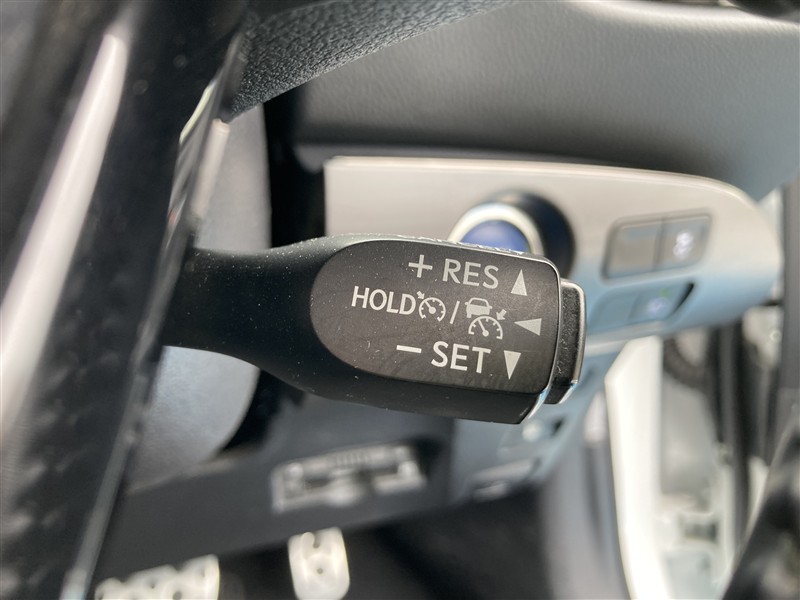 + RES
HOLD /
− SET